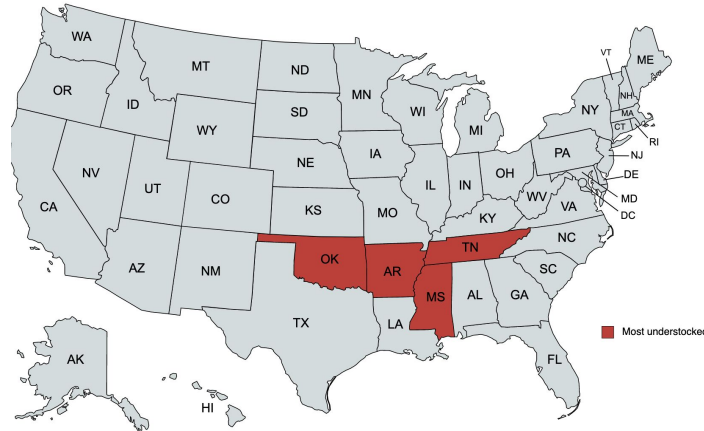 WA
MT
ND
MN
VT
ME
OR
ID
SD
WI
MI
NY
NH
MA
CT
RI
WY
NE
IA
PA
NJ
NV
UT
CO
IL
IN
OH
DE
MD
DC
CA
KS
MO
WV
VA
KY
AZ
NM
OK
AR
TN
NC
SC
MS
AL
GA
TX
LA
Most understocked
AK
HI
FL